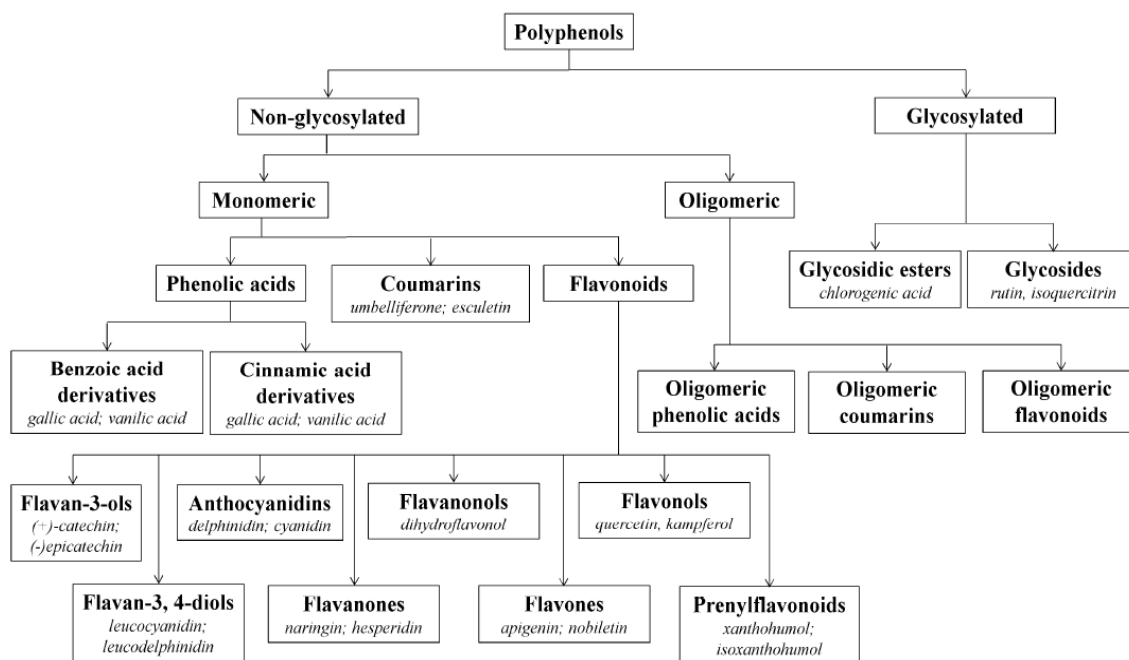 Polyphenols
Non-glycosylated
Glycosylated
Monomeric
Oligomeric
Phenolic acids
Coumarins
umbelliferone; esculetin
Flavonoids
Glycosidic esters
chlorogenic acid
Glycosides
rutin, isoquercitrin
Benzoic acid
derivatives
gallic acid; vanilic acid
Cinnamic acid
derivatives
gallic acid; vanilic acid
Oligomeric
phenolic acids
Oligomeric
coumarins
Oligomeric
flavonoids
Flavan-3-ols
(+)-catechin;
(-)epicatechin
Anthocyanidins
delphinidin; cyanidin
Flavanonols
dihydroflavonol
Flavonols
quercetin, kampferol
Flavan-3, 4-diols
leucocyanidin;
leucodelphinidin
Flavanones
naringin; hesperidin
Flavones
apigenin; nobiletin
Prenylflavonoids
xanthohumol;
isoxanthohumol